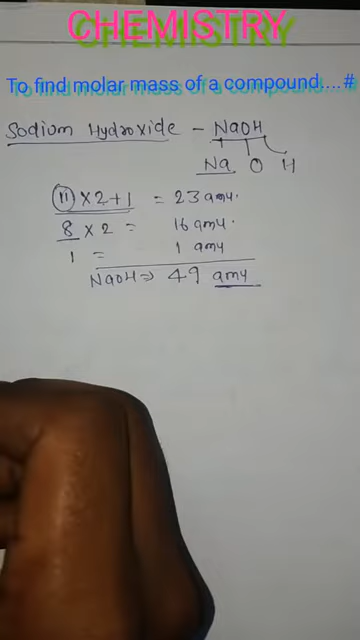 CHEMISTRY
To find molar mass of a compound....#
Sodium Hydroxide - NaOH
Na O H
11 × 2 + 1 = 23 amu.
8 × 2 = 16 amu.
1 = 1 amu
NaOH => 49 amu